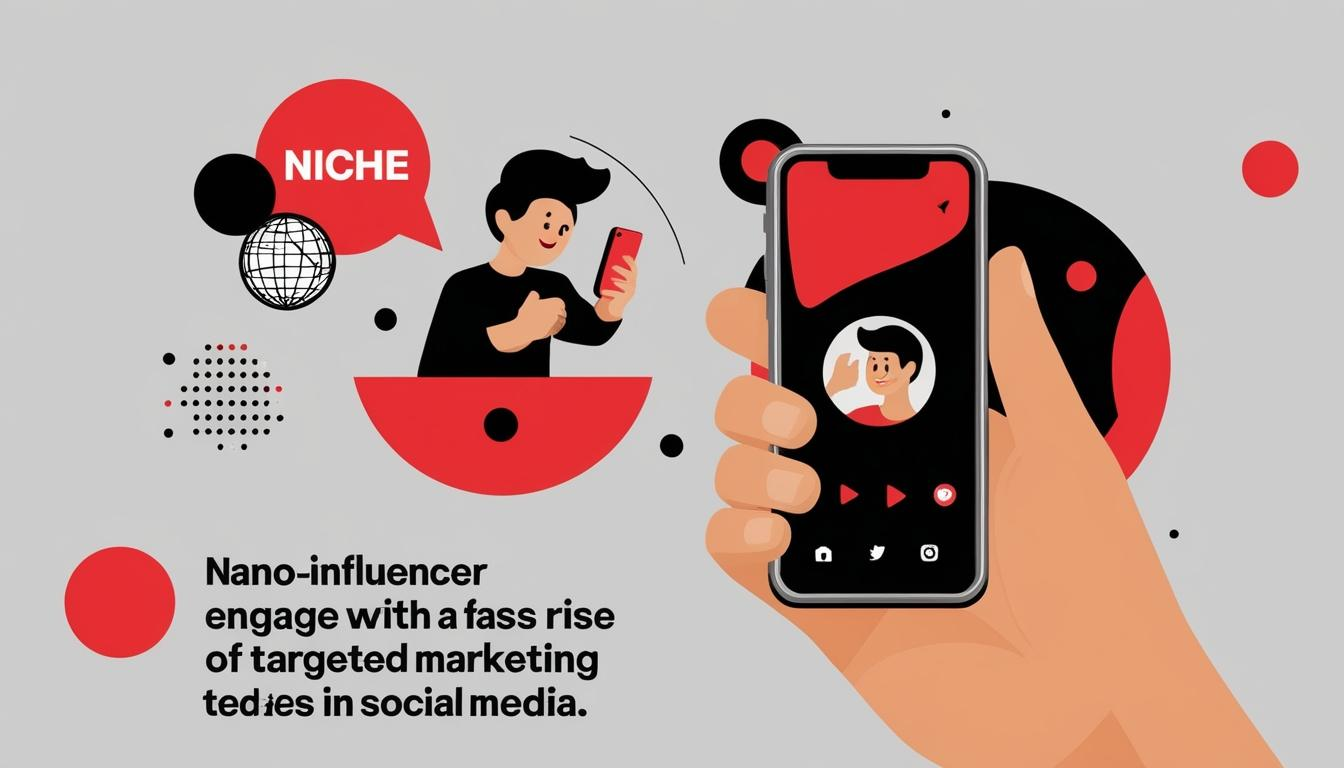 NICHE
Nano-influencer
engage with a fass rise
of targeted marketing
in social media.